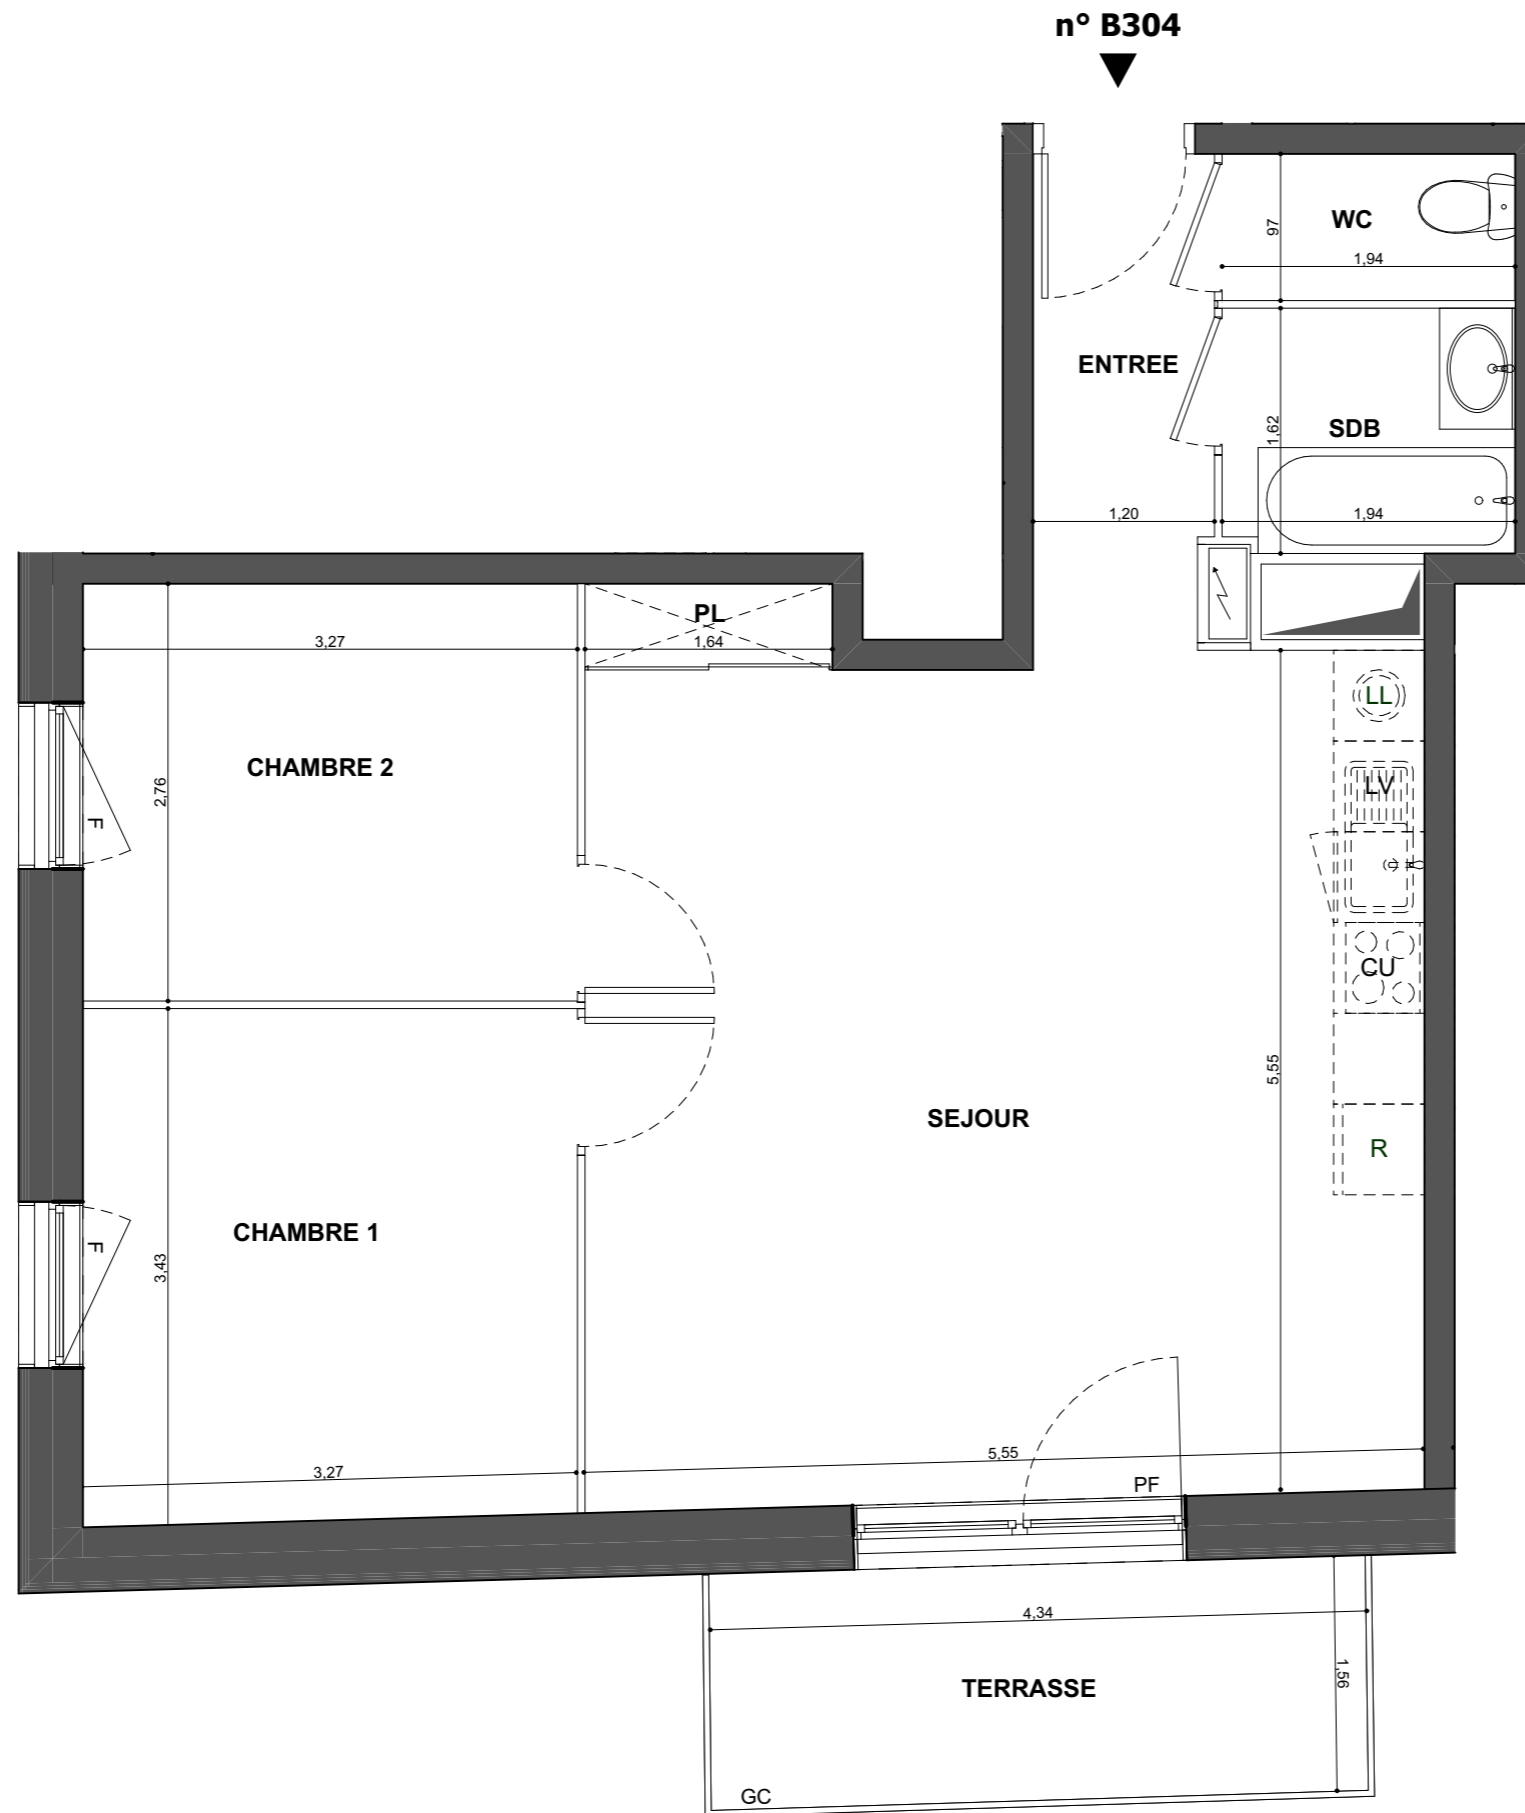 n° B304
WC
97
1,94
ENTREE
SDB
1,62
1,20
1,94
PL
3,27
1,64
LL
CHAMBRE 2
2,76
LV
F
CU
5,55
SEJOUR
R
CHAMBRE 1
F
3,43
5,55
3,27
PF
4,34
1,56
TERRASSE
GC